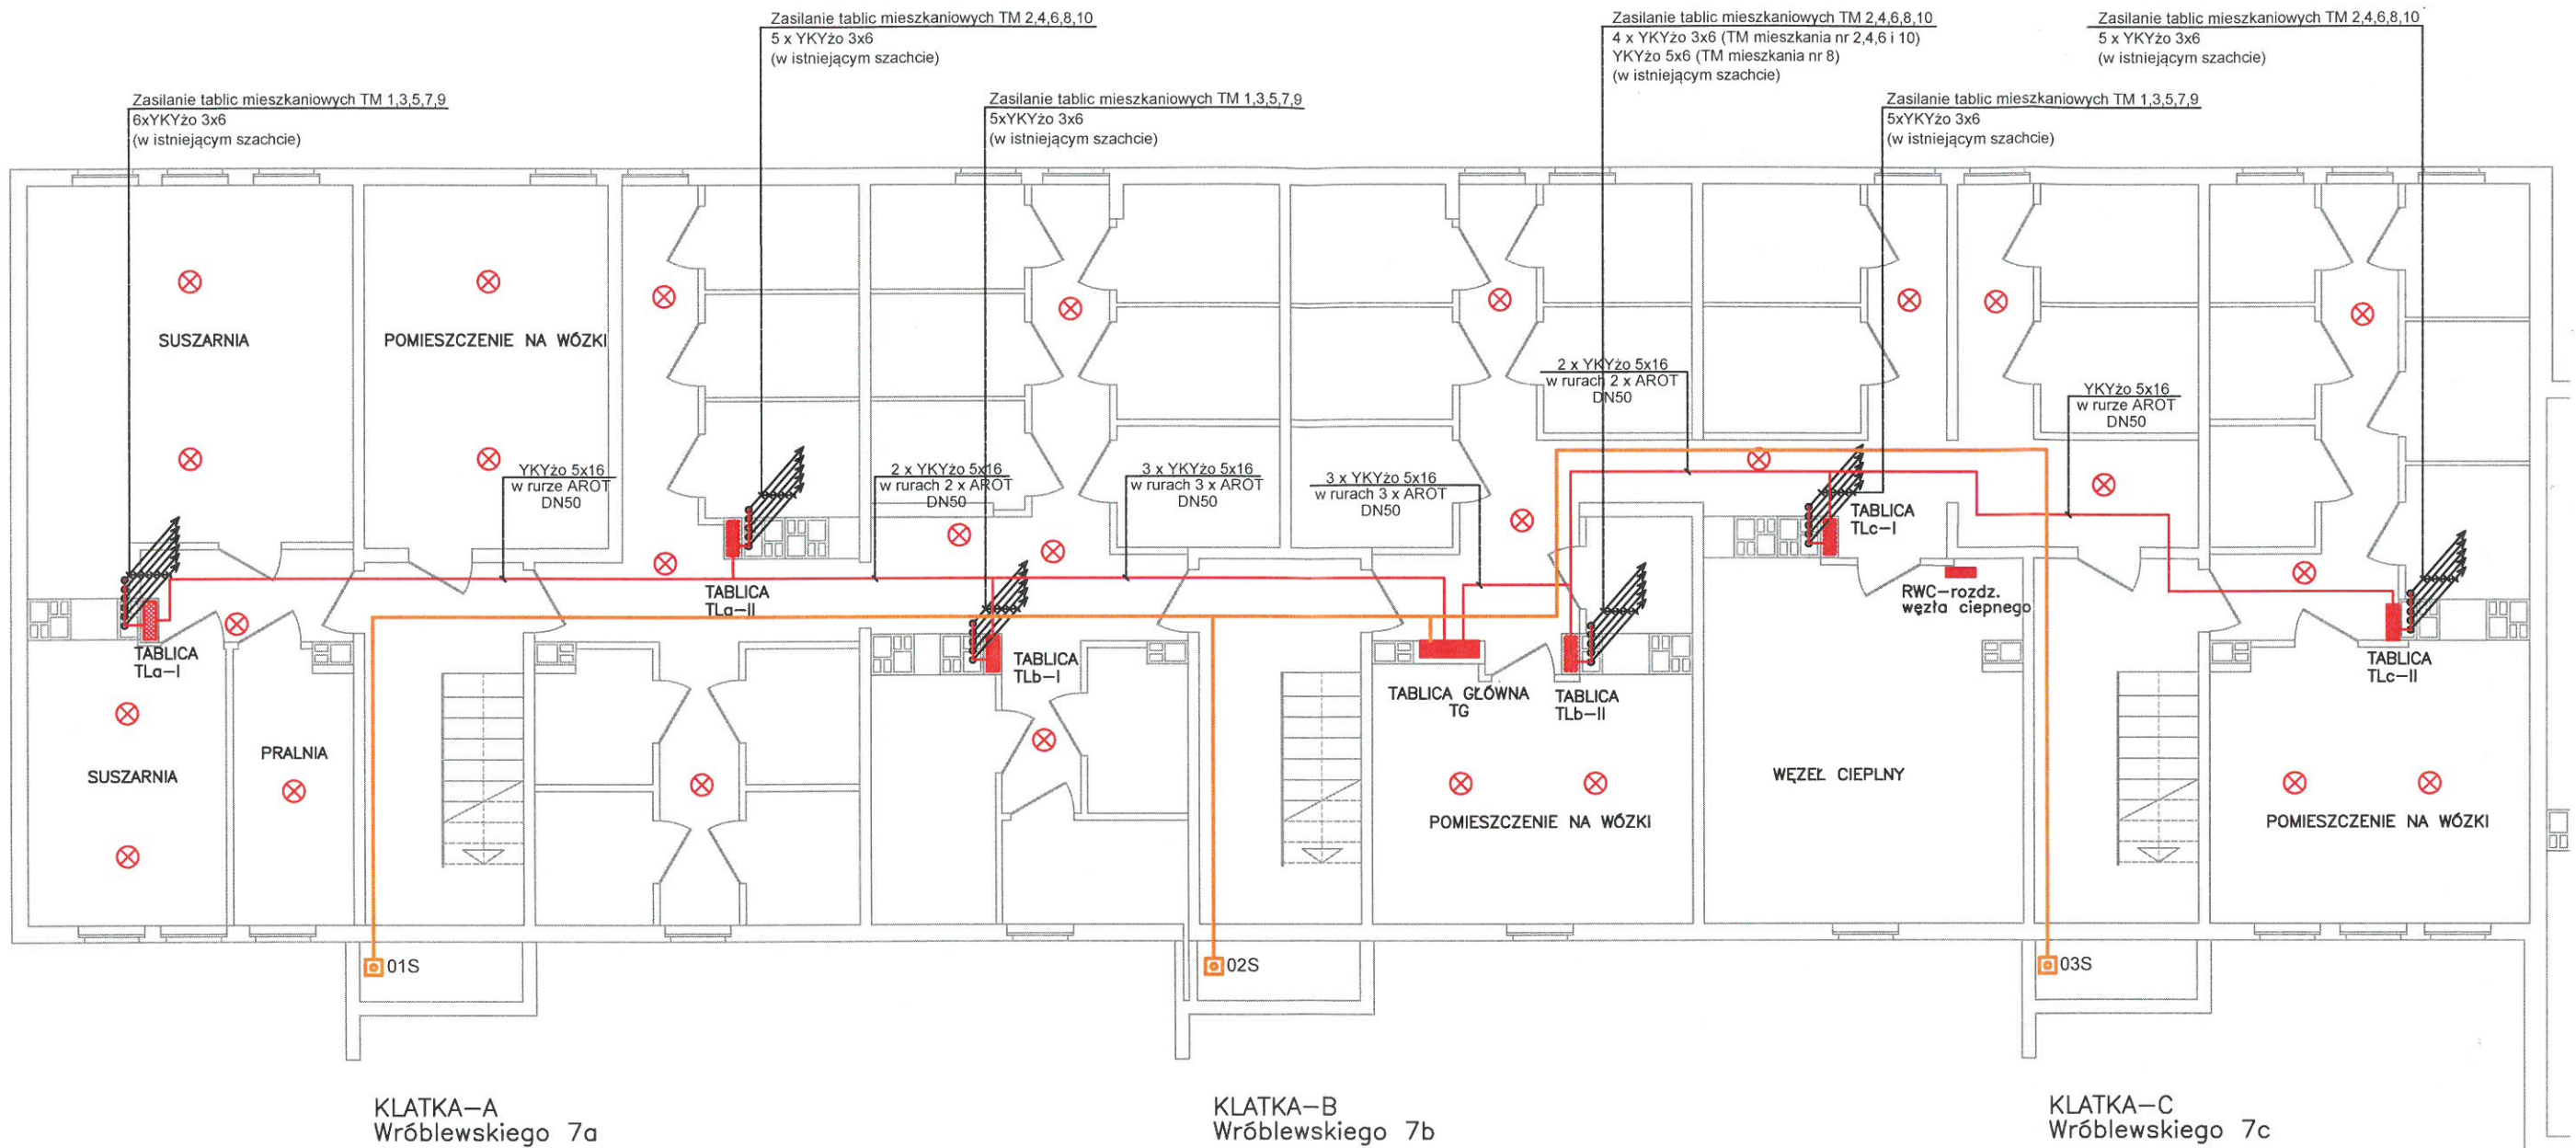 Zasilanie tablic mieszkaniowych TM 2,4,6,8,10
5 x YKYżo 3x6
(w istniejącym szachcie)
Zasilanie tablic mieszkaniowych TM 2,4,6,8,10
4 x YKYżo 3x6 (TM mieszkania nr 2,4,6 i 10)
YKYżo 5x6 (TM mieszkania nr 8)
(w istniejącym szachcie)
Zasilanie tablic mieszkaniowych TM 2,4,6,8,10
5 x YKYżo 3x6
(w istniejącym szachcie)
Zasilanie tablic mieszkaniowych TM 1,3,5,7,9
6xYKYżo 3x6
(w istniejącym szachcie)
Zasilanie tablic mieszkaniowych TM 1,3,5,7,9
5xYKYżo 3x6
(w istniejącym szachcie)
Zasilanie tablic mieszkaniowych TM 1,3,5,7,9
5xYKYżo 3x6
(w istniejącym szachcie)
SUSZARNIA
POMIESZCZENIE NA WÓZKI
2 x YKYżo 5x16
w rurach 2 x AROT
DN50
YKYżo 5x16
w rurze AROT
DN50
YKYżo 5x16
w rurze AROT
DN50
2 x YKYżo 5x16
w rurach 2 x AROT
DN50
3 x YKYżo 5x16
w rurach 3 x AROT
DN50
3 x YKYżo 5x16
w rurach 3 x AROT
DN50
TABLICA
TLc-I
TABLICA
TLa-II
RWC-rozdz.
węzła ciepnego
TABLICA
TLa-I
TABLICA
TLb-I
TABLICA GŁÓWNA
TG
TABLICA
TLb-II
TABLICA
TLc-II
SUSZARNIA
PRALNIA
POMIESZCZENIE NA WÓZKI
WĘZEŁ CIEPLNY
POMIESZCZENIE NA WÓZKI
01S
02S
03S
KLATKA-A
Wróblewskiego 7a
KLATKA-B
Wróblewskiego 7b
KLATKA-C
Wróblewskiego 7c